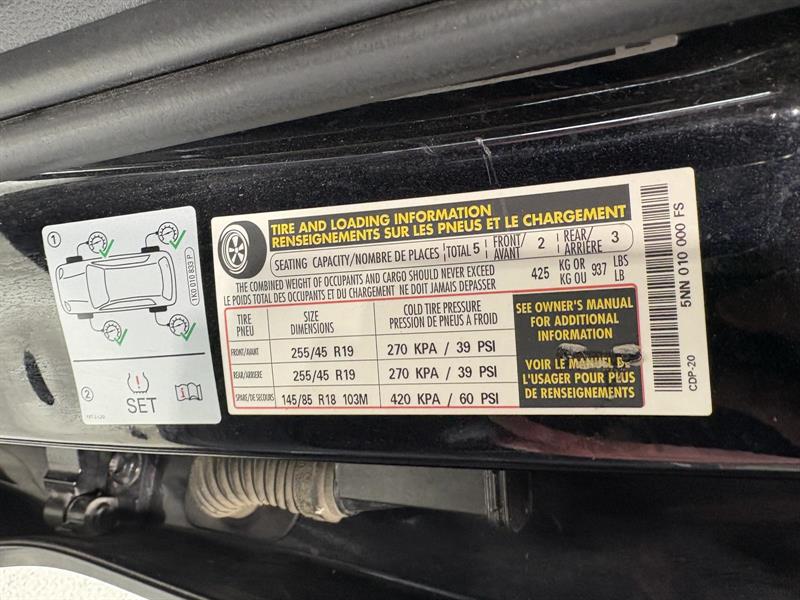 1
1K0 010 833 P
2
SET
TIRE AND LOADING INFORMATION
RENSEIGNEMENTS SUR LES PNEUS ET LE CHARGEMENT
SEATING CAPACITY/NOMBRE DE PLACES TOTAL 5 FRONT/AVANT 2 REAR/ARRIÈRE 3
THE COMBINED WEIGHT OF OCCUPANTS AND CARGO SHOULD NEVER EXCEED
LE POIDS TOTAL DES OCCUPANTS ET DU CHARGEMENT NE DOIT JAMAIS DEPASSER
425 KG OR 937 LBS
KG OU LB
TIRE PNEU SIZE DIMENSIONS COLD TIRE PRESSURE PRESSION DE PNEUS A FROID
FRONT/AVANT 255/45 R19 270 KPA / 39 PSI
REAR/ARRIÈRE 255/45 R19 270 KPA / 39 PSI
SPARE/DE SECOURS 145/85 R18 103M 420 KPA / 60 PSI
SEE OWNER'S MANUAL
FOR ADDITIONAL
INFORMATION
VOIR LE MANUEL DE
L'USAGER POUR PLUS
DE RENSEIGNEMENTS
5NN 010 000 FS
CDP-20